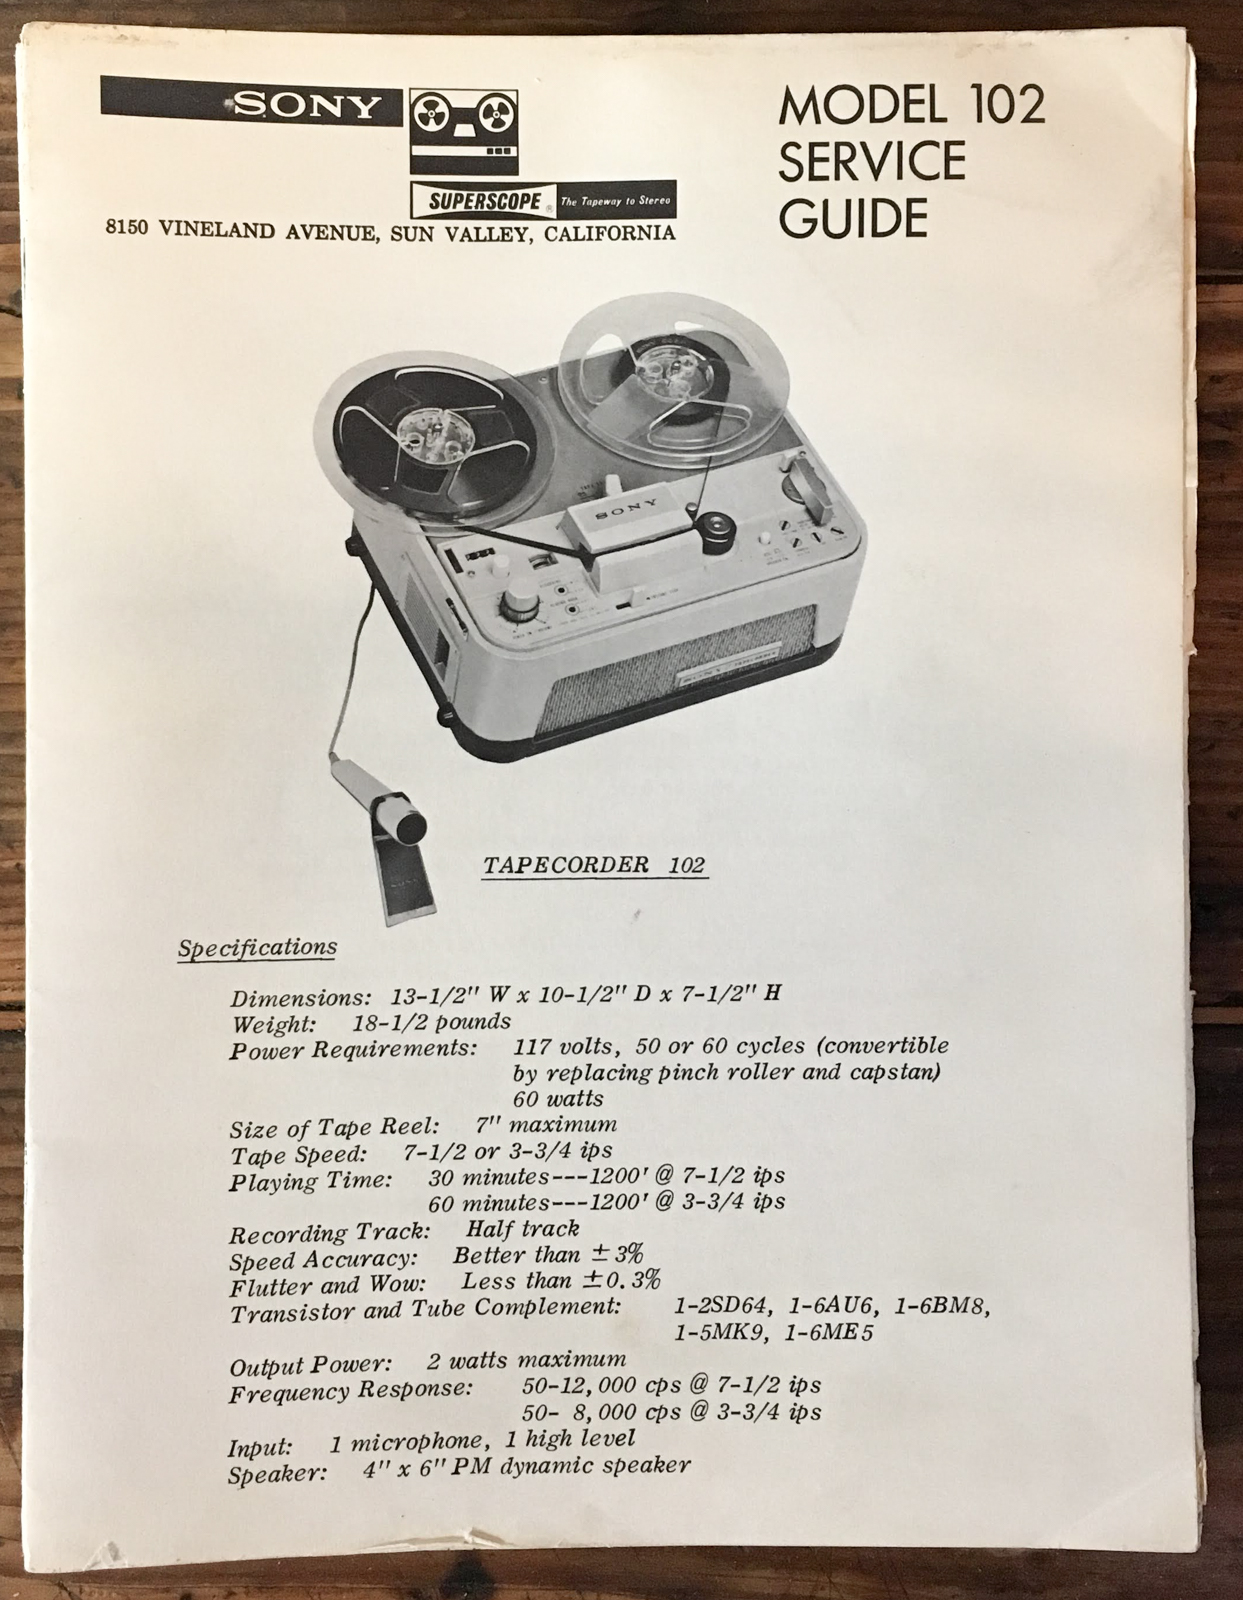 SONY
SUPERSCOPE ® The Tapeway to Stereo
8150 VINELAND AVENUE, SUN VALLEY, CALIFORNIA
MODEL 102
SERVICE
GUIDE
SONY
TAPECORDER 102
Specifications
Dimensions: 13-1/2" W x 10-1/2" D x 7-1/2" H
Weight: 18-1/2 pounds
Power Requirements: 117 volts, 50 or 60 cycles (convertible
by replacing pinch roller and capstan)
60 watts
Size of Tape Reel: 7" maximum
Tape Speed: 7-1/2 or 3-3/4 ips
Playing Time: 30 minutes---1200' @ 7-1/2 ips
60 minutes---1200' @ 3-3/4 ips
Recording Track: Half track
Speed Accuracy: Better than ±3%
Flutter and Wow: Less than ±0.3%
Transistor and Tube Complement: 1-2SD64, 1-6AU6, 1-6BM8,
1-5MK9, 1-6ME5
Output Power: 2 watts maximum
Frequency Response: 50-12,000 cps @ 7-1/2 ips
50- 8,000 cps @ 3-3/4 ips
Input: 1 microphone, 1 high level
Speaker: 4" x 6" PM dynamic speaker